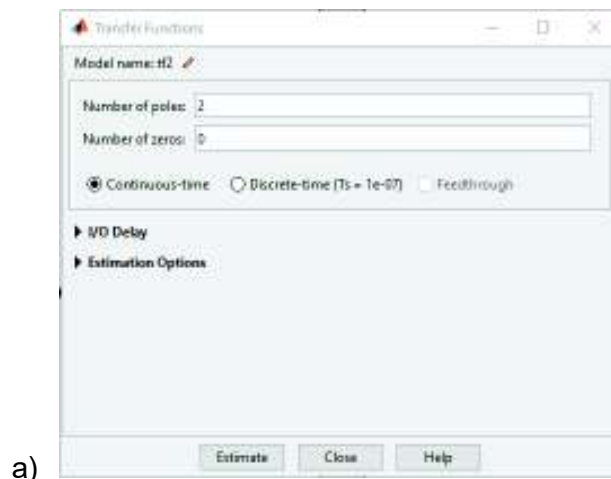 Transfer Functions
Model name: tf2
Number of poles: 2
Number of zeros: 0
Continuous-time Discrete-time (Ts = 1e-07) Feedthrough
I/O Delay
Estimation Options
Estimate Close Help
a)